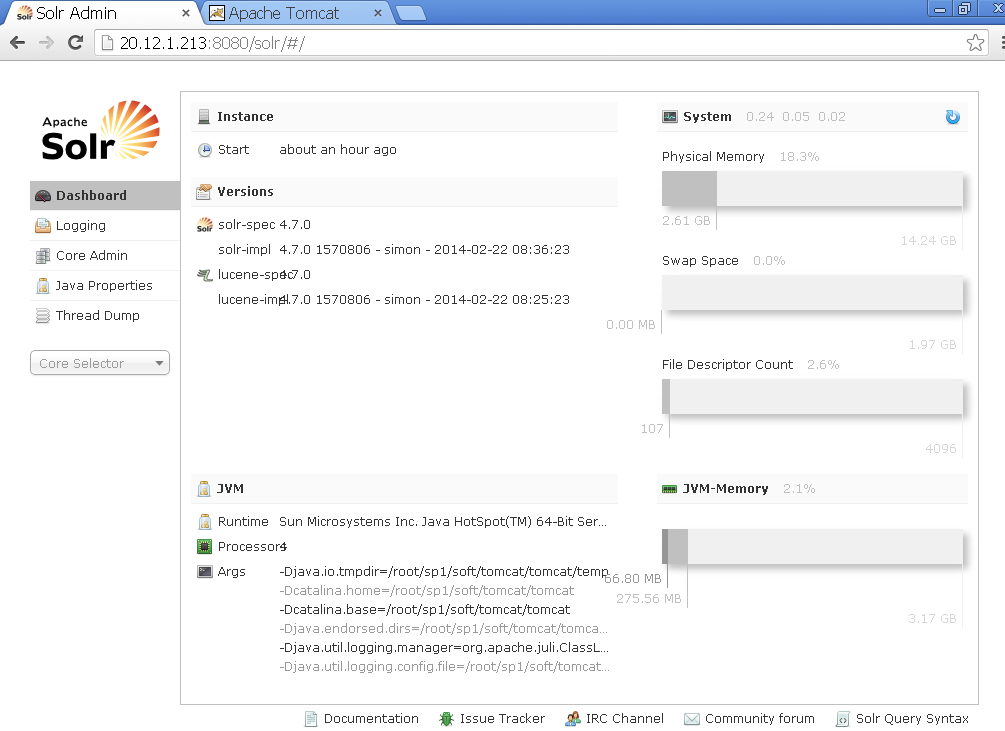 Solr Admin
Apache Tomcat
20.12.1.213:8080/solr/#/
Apache
Solr
Dashboard
Logging
Core Admin
Java Properties
Thread Dump
Core Selector
Instance
Start about an hour ago
Versions
solr-spec 4.7.0
solr-impl 4.7.0 1570806 - simon - 2014-02-22 08:36:23
lucene-spec 4.7.0
lucene-impl 4.7.0 1570806 - simon - 2014-02-22 08:25:23
System 0.24 0.05 0.02
Physical Memory 18.3%
2.61 GB
14.24 GB
Swap Space 0.0%
0.00 MB
1.97 GB
File Descriptor Count 2.6%
107
4096
JVM
Runtime Sun Microsystems Inc. Java HotSpot(TM) 64-Bit Ser...
Processors 4
Args -Djava.io.tmpdir=/root/sp1/soft/tomcat/tomcat/temp
-Dcatalina.home=/root/sp1/soft/tomcat/tomcat
-Dcatalina.base=/root/sp1/soft/tomcat/tomcat
-Djava.endorsed.dirs=/root/sp1/soft/tomcat/tomca...
-Djava.util.logging.manager=org.apache.juli.ClassL...
-Djava.util.logging.config.file=/root/sp1/soft/tomcat...
JVM-Memory 2.1%
66.80 MB
275.56 MB
3.17 GB
Documentation
Issue Tracker
IRC Channel
Community forum
Solr Query Syntax